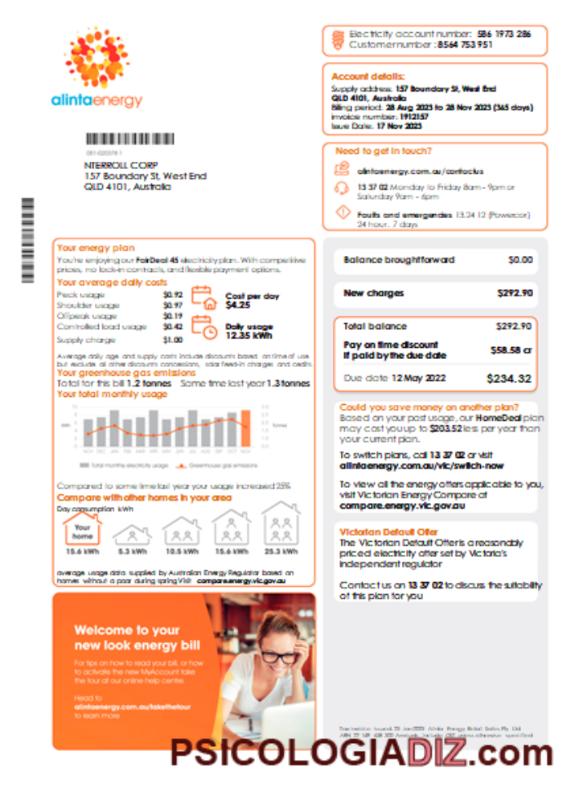 alintaenergy
Electricity account number: 586 1973 286
Customer number : 8564 753 951
Account details:
Supply address: 157 Boundary St, West End
QLD 4101, Australia
Billing period: 28 Aug 2023 to 28 Nov 2023 (365 days)
Invoice number: 1912157
Issue Date: 17 Nov 2023
NTERROLL CORP
157 Boundary St, West End
QLD 4101, Australia
Need to get in touch?
alintaenergy.com.au/contactus
13 37 02 Monday to Friday 8am - 9pm or
Saturday 9am - 6pm
Faults and emergencies 13 24 12 (Powercor)
24 hour, 7 days
Your energy plan
You're enjoying our FairDeal 45 electricity plan. With competitive
prices, no lock-in contracts, and flexible payment options.
Your average daily costs
Peack usage $0.92
Shoulder usage $0.97
Offpeak usage $0.19
Controlled load usage $0.42
Supply charge $1.00
Cost per day
$4.25
Daily usage
12.35 kWh
Average daily age and supply costs include discounts based on time of use
but exclude all other discounts concessions, solar feed-in charges and credits
Your greenhouse gas emissions
Total for this bill 1.2 tonnes Same time last year 1.3 tonnes
Your total monthly usage
Total monthly electricity usage Greenhouse gas emissions
Compared to same time last year your usage increased 25%
Compare with other homes in your area
Day consumption kWh
Your
home
15.6 kWh 5.3 kWh 10.5 kWh 15.6 kWh 25.3 kWh
average usage data supplied by Australian Energy Regulator based on
homes without a poor during spring Visit compare.energy.vic.gov.au
Balance broughtforward $0.00
New charges $292.90
Total balance $292.90
Pay on time discount
if paid by the due date $58.58 cr
Due date 12 May 2022 $234.32
Could you save money on another plan?
Based on your past usage, our HomeDeal plan
may cost you up to $203.52 less per year than
your current plan.
To switch plans, call 13 37 02 or visit
alintaenergy.com.au/vic/switch-now
To view all the energy offers applicable to you,
visit Victorian Energy Compare at
compare.energy.vic.gov.au
Victorian Default Offer
The Victorian Default Offer is a reasonably
priced electricity offer set by Victoria's
independent regulator
Contact us on 13 37 02 to discuss the suitability
of this plan for you
Welcome to your
new look energy bill
For tips on how to read your bill, or how
to activate the new MyAccount take
the tour at our online help centre.
Head to
alintaenergy.com.au/takethetour
to learn more
PSICOLOGIADIZ.com